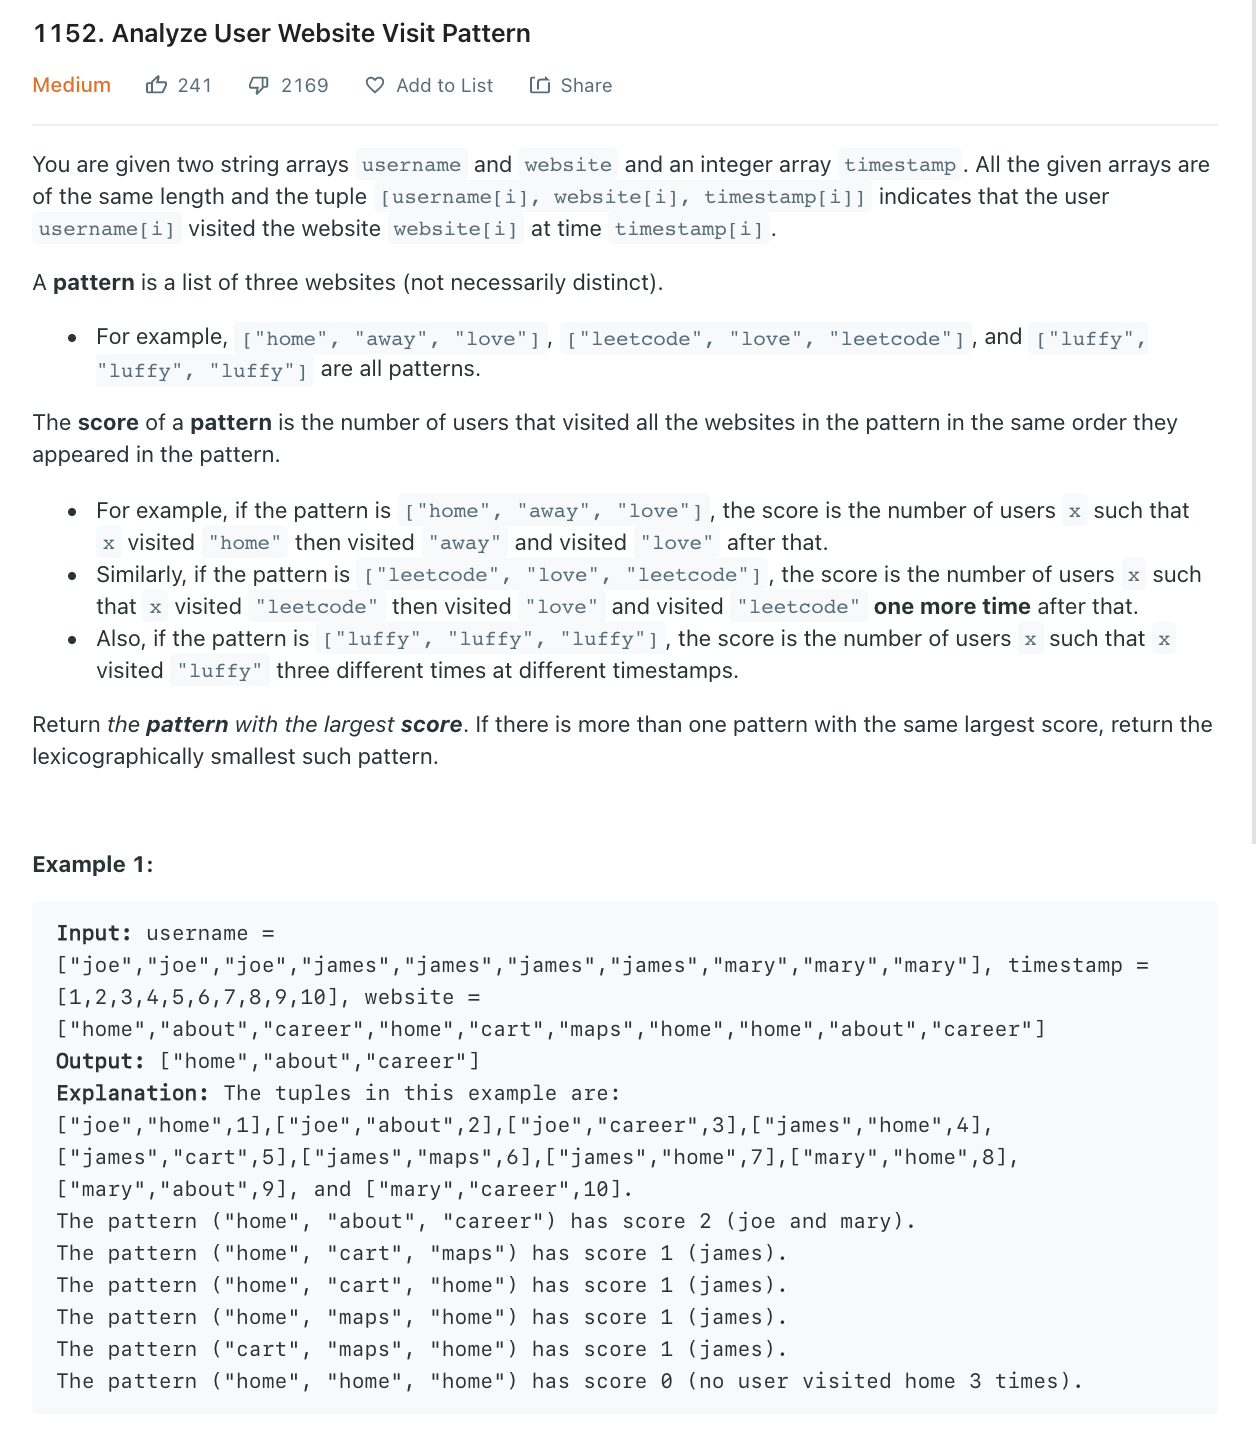 1152. Analyze User Website Visit Pattern
Medium 241 2169 Add to List Share
You are given two string arrays username and website and an integer array timestamp. All the given arrays are
of the same length and the tuple [username[i], website[i], timestamp[i]] indicates that the user
username[i] visited the website website[i] at time timestamp[i].
A pattern is a list of three websites (not necessarily distinct).
• For example, ["home", "away", "love"], ["leetcode", "love", "leetcode"], and ["luffy",
"luffy", "luffy"] are all patterns.
The score of a pattern is the number of users that visited all the websites in the pattern in the same order they
appeared in the pattern.
• For example, if the pattern is ["home", "away", "love"], the score is the number of users x such that
x visited "home" then visited "away" and visited "love" after that.
• Similarly, if the pattern is ["leetcode", "love", "leetcode"], the score is the number of users x such
that x visited "leetcode" then visited "love" and visited "leetcode" one more time after that.
• Also, if the pattern is ["luffy", "luffy", "luffy"], the score is the number of users x such that x
visited "luffy" three different times at different timestamps.
Return the pattern with the largest score. If there is more than one pattern with the same largest score, return the
lexicographically smallest such pattern.
Example 1:
Input: username =
["joe","joe","joe","james","james","james","james","mary","mary","mary"], timestamp =
[1,2,3,4,5,6,7,8,9,10], website =
["home","about","career","home","cart","maps","home","home","about","career"]
Output: ["home","about","career"]
Explanation: The tuples in this example are:
["joe","home",1],["joe","about",2],["joe","career",3],["james","home",4],
["james","cart",5],["james","maps",6],["james","home",7],["mary","home",8],
["mary","about",9], and ["mary","career",10].
The pattern ("home", "about", "career") has score 2 (joe and mary).
The pattern ("home", "cart", "maps") has score 1 (james).
The pattern ("home", "cart", "home") has score 1 (james).
The pattern ("home", "maps", "home") has score 1 (james).
The pattern ("cart", "maps", "home") has score 1 (james).
The pattern ("home", "home", "home") has score 0 (no user visited home 3 times).